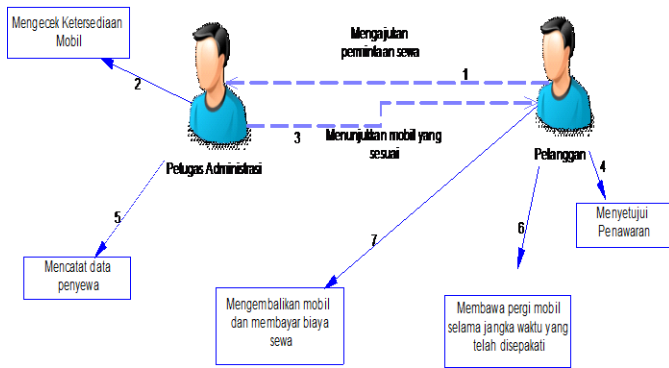 Mengecek Ketersediaan
Mobil
Mengajukan
permintaan sewa
1
2
3
Menunjukkan mobil yang
sesuai
Petugas Administrasi
Pelanggan
4
5
Menyetujui
Penawaran
6
7
Mencatat data
penyewa
Mengembalikan mobil
dan membayar biaya
sewa
Membawa pergi mobil
selama jangka waktu yang
telah disepakati